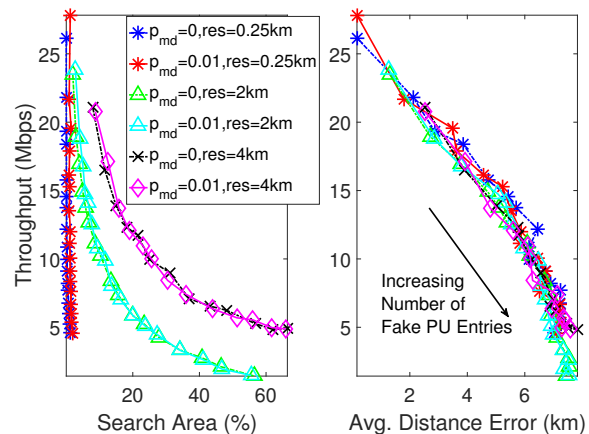 p_md=0,res=0.25km
p_md=0.01,res=0.25km
p_md=0,res=2km
p_md=0.01,res=2km
p_md=0,res=4km
p_md=0.01,res=4km
Throughput (Mbps)
25
20
15
10
5
20
40
60
Search Area (%)
25
20
15
10
5
2
4
6
Avg. Distance Error (km)
Increasing
Number of
Fake PU Entries